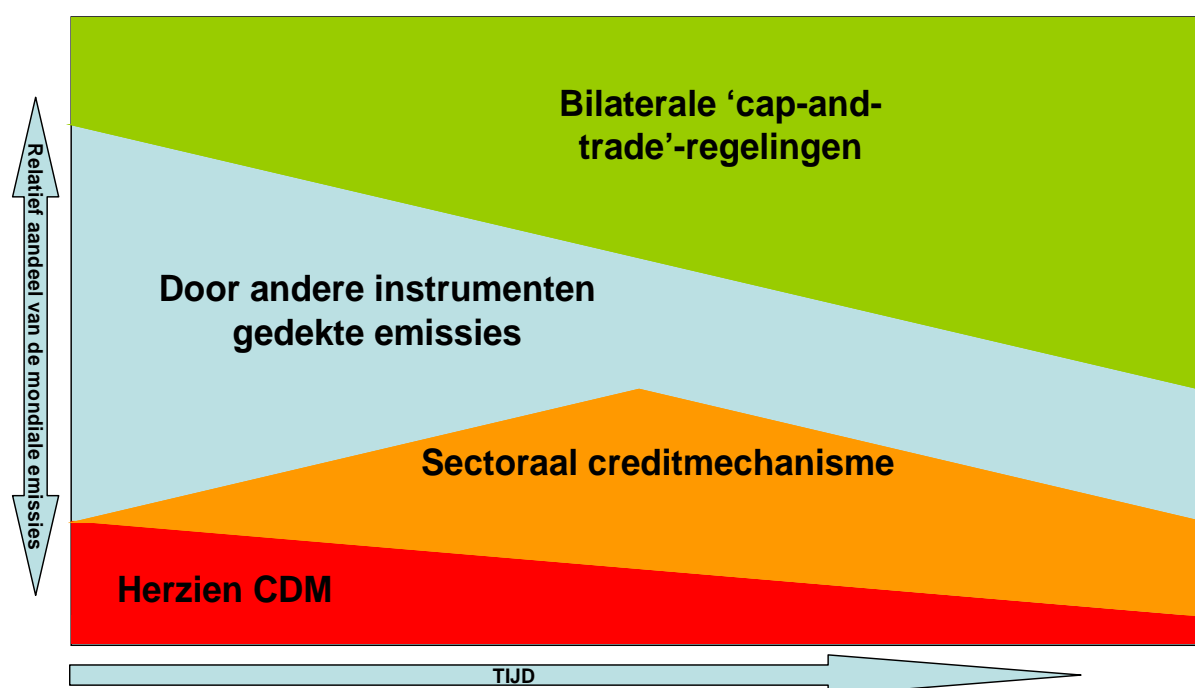 Bilaterale ‘cap-and-
trade’-regelingen
Relatief aandeel van de mondiale emissies
Door andere instrumenten
gedekte emissies
Sectoraal creditmechanisme
Herzien CDM
TIJD